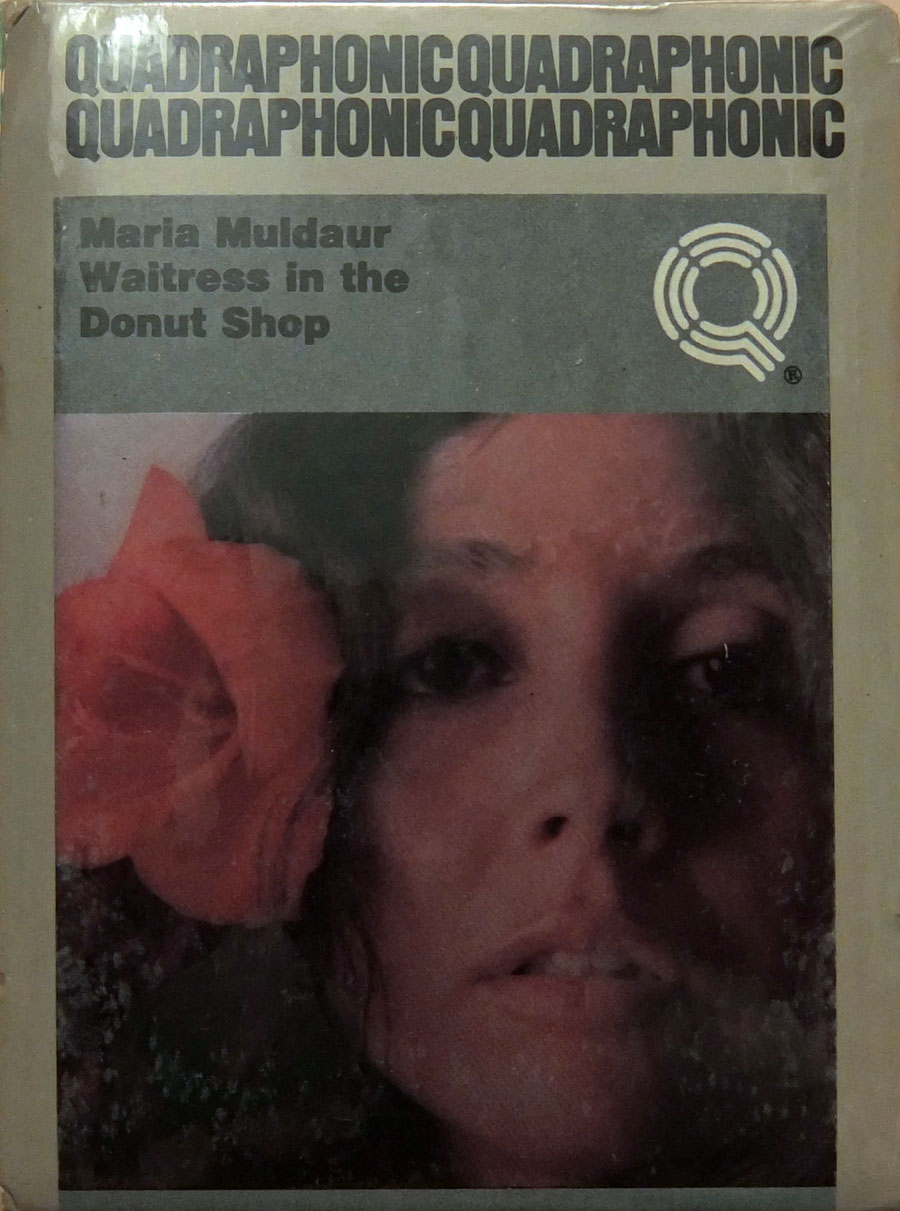 QUADRAPHONICQUADRAPHONIC
QUADRAPHONICQUADRAPHONIC
Maria Muldaur
Waitress in the
Donut Shop
Q
®